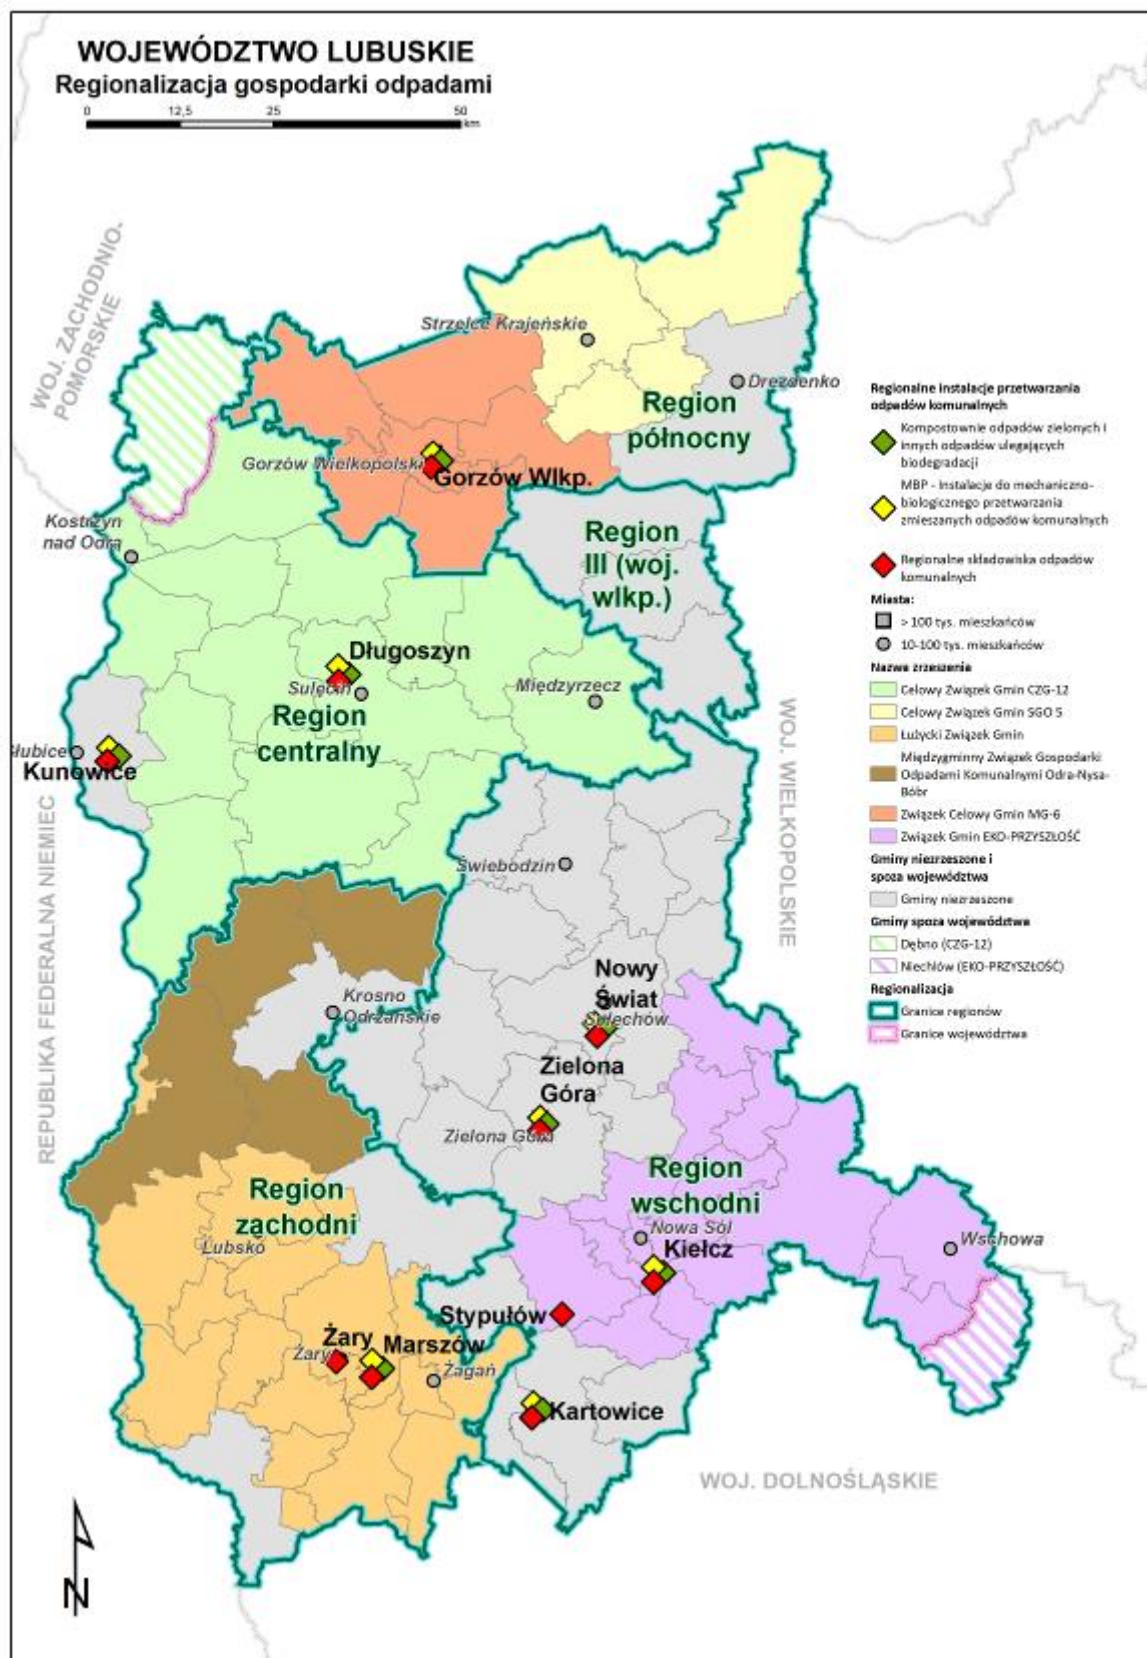 WOJEWÓDZTWO LUBUSKIE
Regionalizacja gospodarki odpadami
0 12,5 25 50
km
WOJ. ZACHODNIO-
POMORSKIE
Strzelce Krajeńskie
Drezdenko
Region
północny
Gorzów Wielkopolski
Gorzów Wlkp.
Kostrzyn
nad Odrą
Region
III (woj.
wlkp.)
Długoszyn
Sulęcin
Międzyrzecz
Region
centralny
Słubice
Kunowice
REPUBLIKA FEDERALNA NIEMIEC
WOJ. WIELKOPOLSKIE
Świebodzin
Nowy
Świat
Sulechów
Krosno
Odrzańskie
Zielona
Góra
Zielona Góra
Region
zachodni
Lubsko
Region
wschodni
Nowa Sól
Kiełcz
Wschowa
Stypułów
Żary
Żary
Marszów
Żagań
Kartowice
WOJ. DOLNOŚLĄSKIE
N
Regionalne instalacje przetwarzania
odpadów komunalnych
Kompostownie odpadów zielonych i
innych odpadów ulegających
biodegradacji
MBP - Instalacje do mechaniczno-
biologicznego przetwarzania
zmieszanych odpadów komunalnych
Regionalne składowiska odpadów
komunalnych
Miasta:
> 100 tys. mieszkańców
10-100 tys. mieszkańców
Nazwa zrzeszenia
Celowy Związek Gmin CZG-12
Celowy Związek Gmin SGO 5
Łużycki Związek Gmin
Międzygminny Związek Gospodarki
Odpadami Komunalnymi Odra-Nysa-
Bóbr
Związek Celowy Gmin MG-6
Związek Gmin EKO-PRZYSZŁOŚĆ
Gminy niezrzeszone i
spoza województwa
Gminy niezrzeszone
Gminy spoza województwa
Dębno (CZG-12)
Niechlów (EKO-PRZYSZŁOŚĆ)
Regionalizacja
Granice regionów
Granice województwa